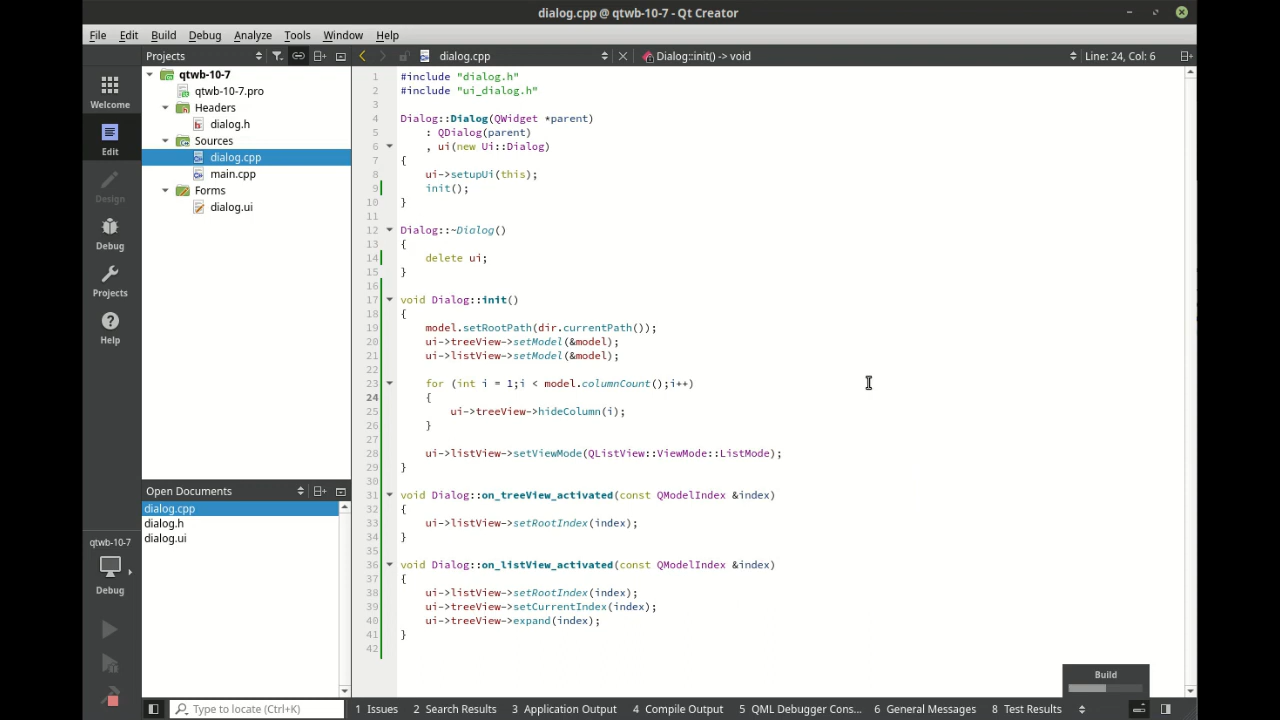 dialog.cpp @ qtwb-10-7 - Qt Creator
File Edit Build Debug Analyze Tools Window Help
Projects
dialog.cpp
Dialog::init() -> void
Line: 24, Col: 6
Welcome
Edit
Design
Debug
Projects
Help
qtwb-10-7
Debug
qtwb-10-7
qtwb-10-7.pro
Headers
dialog.h
Sources
dialog.cpp
main.cpp
Forms
dialog.ui
Open Documents
dialog.cpp
dialog.h
dialog.ui
1 #include "dialog.h"
2 #include "ui_dialog.h"
3
4 Dialog::Dialog(QWidget *parent)
5     : QDialog(parent)
6     , ui(new Ui::Dialog)
7 {
8     ui->setupUi(this);
9     init();
10 }
11
12 Dialog::~Dialog()
13 {
14     delete ui;
15 }
16
17 void Dialog::init()
18 {
19     model.setRootPath(dir.currentPath());
20     ui->treeView->setModel(&model);
21     ui->listView->setModel(&model);
22
23     for (int i = 1;i < model.columnCount();i++)
24     {
25         ui->treeView->hideColumn(i);
26     }
27
28     ui->listView->setViewMode(QListView::ViewMode::ListMode);
29 }
30
31 void Dialog::on_treeView_activated(const QModelIndex &index)
32 {
33     ui->listView->setRootIndex(index);
34 }
35
36 void Dialog::on_listView_activated(const QModelIndex &index)
37 {
38     ui->listView->setRootIndex(index);
39     ui->treeView->setCurrentIndex(index);
40     ui->treeView->expand(index);
41 }
42
Build
Type to locate (Ctrl+K)
1 Issues 2 Search Results 3 Application Output 4 Compile Output 5 QML Debugger Cons... 6 General Messages 8 Test Results